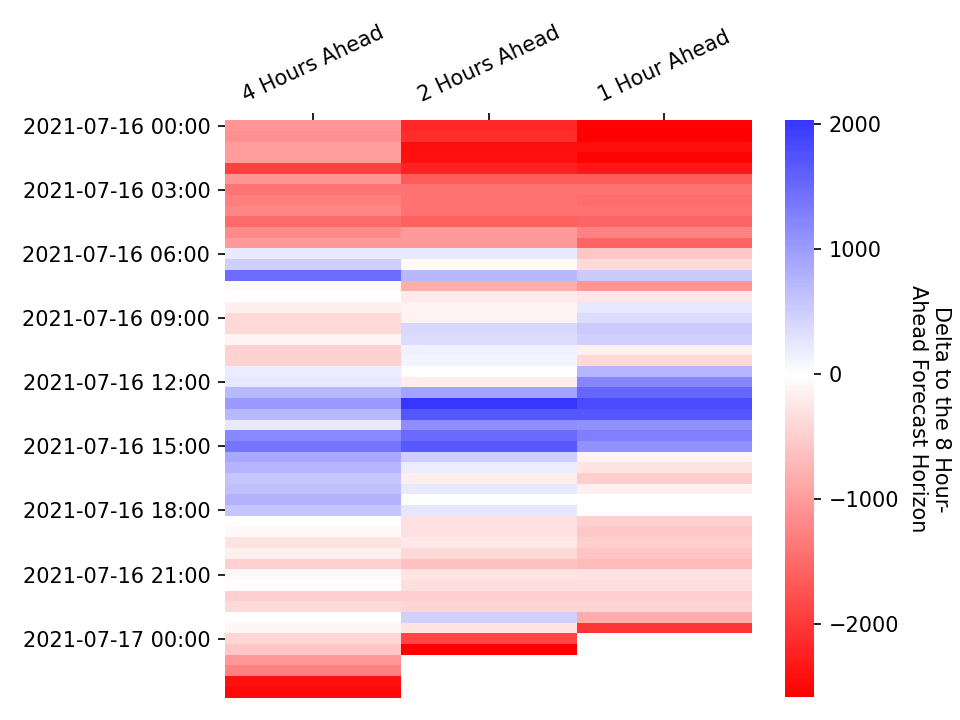 4 Hours Ahead
2 Hours Ahead
1 Hour Ahead
2021-07-16 00:00
2021-07-16 03:00
2021-07-16 06:00
2021-07-16 09:00
2021-07-16 12:00
2021-07-16 15:00
2021-07-16 18:00
2021-07-16 21:00
2021-07-17 00:00
2000
1000
0
−1000
−2000
Delta to the 8 Hour-
Ahead Forecast Horizon